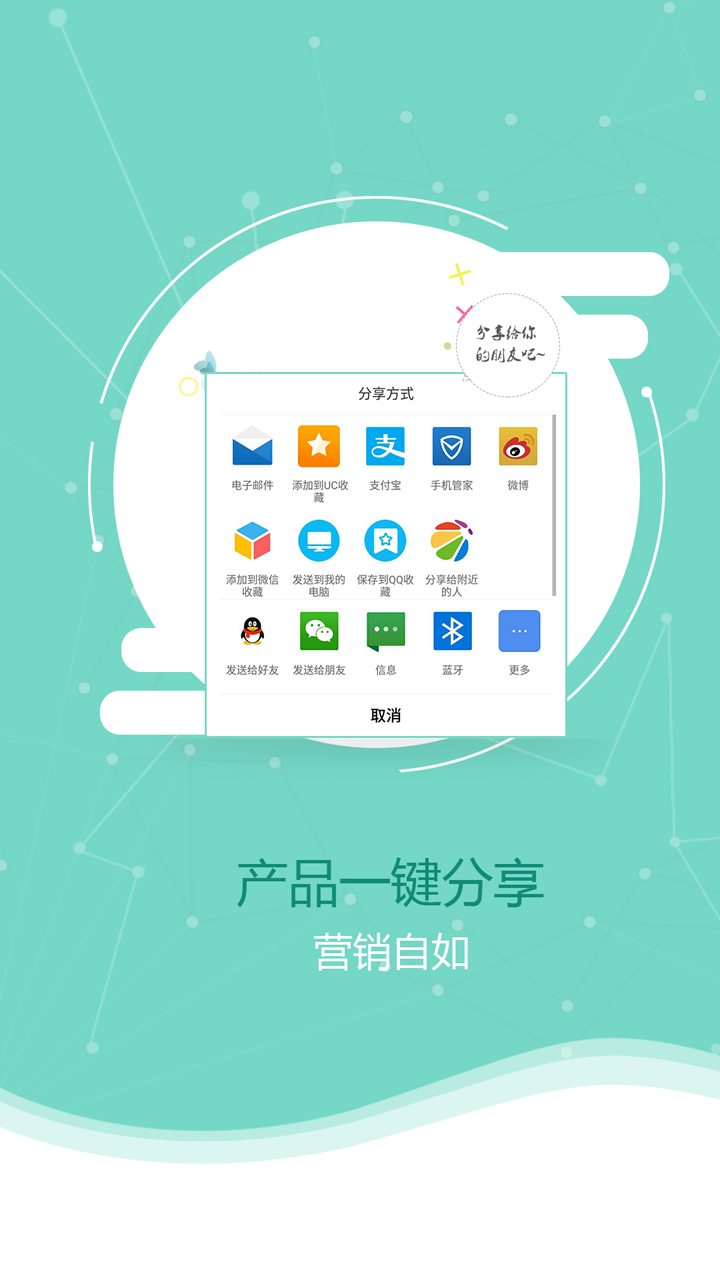 分享给你
的朋友吧~
分享方式
电子邮件
添加到UC收
藏
支付宝
手机管家
微博
添加到微信
收藏
发送到我的
电脑
保存到QQ收
藏
分享给附近
的人
发送给好友
发送给朋友
信息
蓝牙
更多
取消
产品一键分享
营销自如